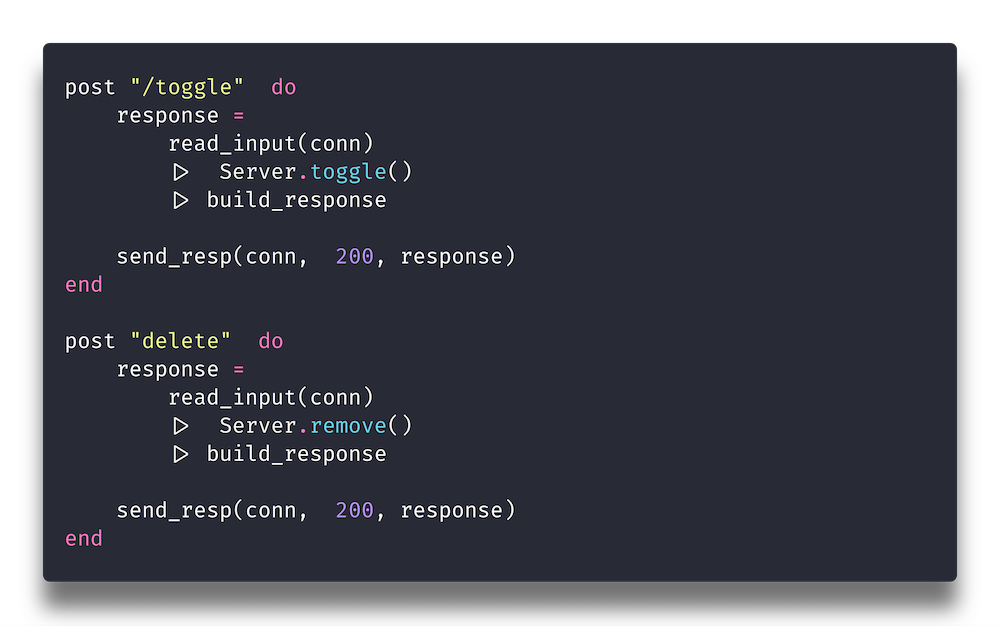 post "/toggle" do
    response =
        read_input(conn)
        |> Server.toggle()
        |> build_response

    send_resp(conn, 200, response)
end

post "delete" do
    response =
        read_input(conn)
        |> Server.remove()
        |> build_response

    send_resp(conn, 200, response)
end